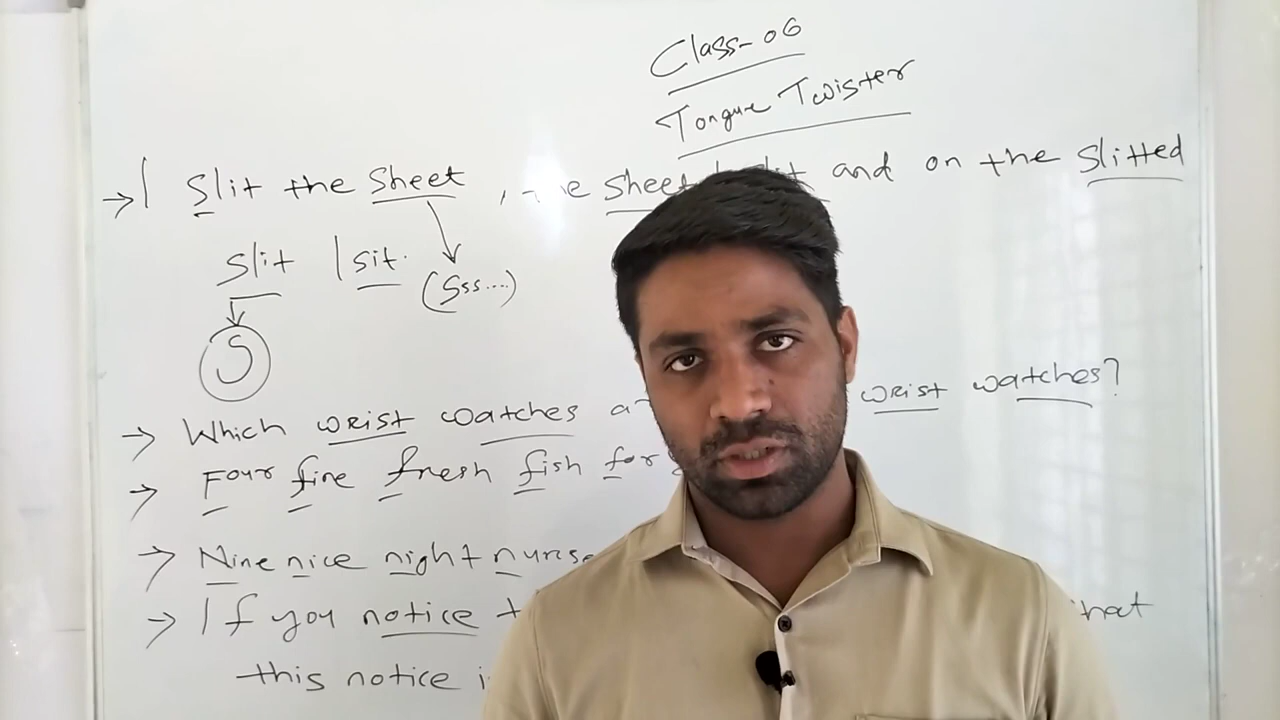 Class-06
Tongue Twister
→ I Slit the Sheet, Sheet and on the Slitted
Slit | sit.
(Sss....)
S
→ Which wrist watches wrist watches?
→ Four fine fresh fish for
→ Nine nice night nurse
→ If you notice that
this notice